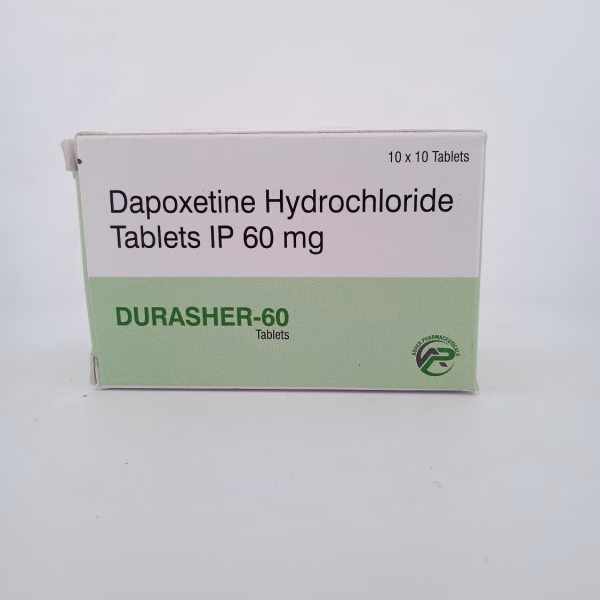 10 x 10 Tablets
Dapoxetine Hydrochloride
Tablets IP 60 mg
DURASHER-60
Tablets